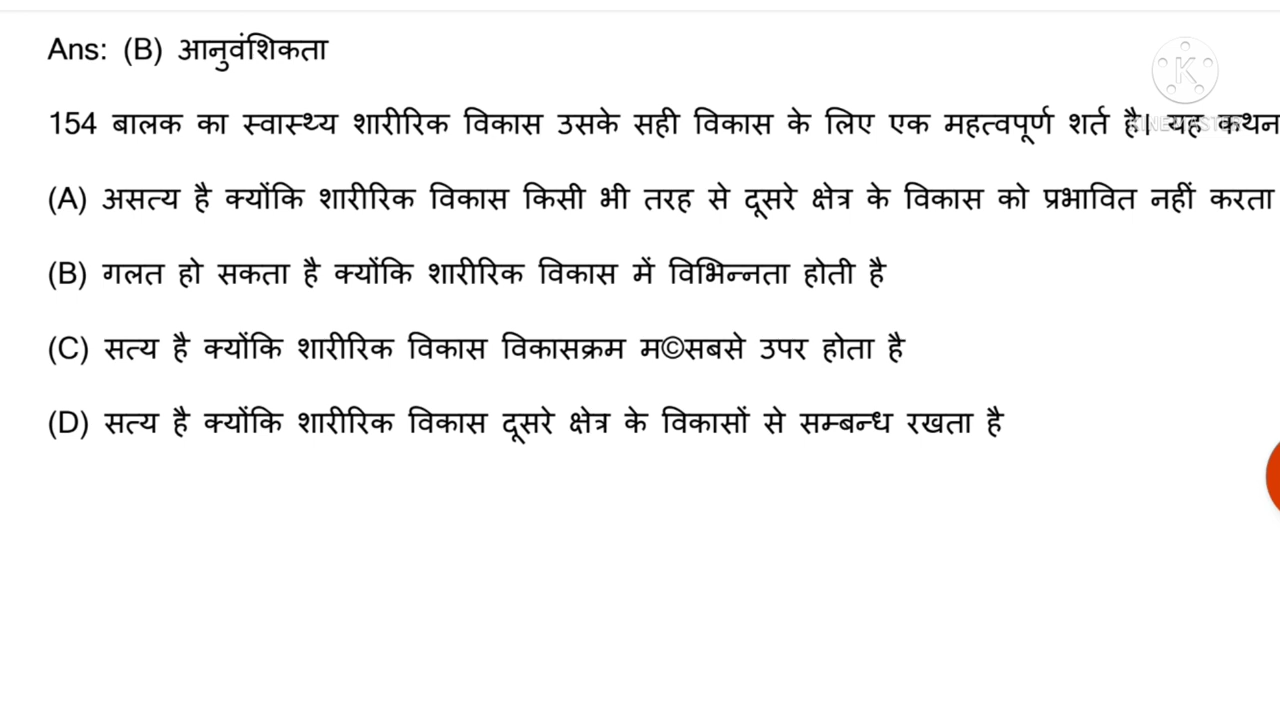 Ans: (B) आनुवंशिकता
154 बालक का स्वास्थ्य शारीरिक विकास उसके सही विकास के लिए एक महत्वपूर्ण शर्त है। यह कथन
KINEMASTER
(A) असत्य है क्योंकि शारीरिक विकास किसी भी तरह से दूसरे क्षेत्र के विकास को प्रभावित नहीं करता
(B) गलत हो सकता है क्योंकि शारीरिक विकास में विभिन्नता होती है
(C) सत्य है क्योंकि शारीरिक विकास विकासक्रम म©सबसे उपर होता है
(D) सत्य है क्योंकि शारीरिक विकास दूसरे क्षेत्र के विकासों से सम्बन्ध रखता है